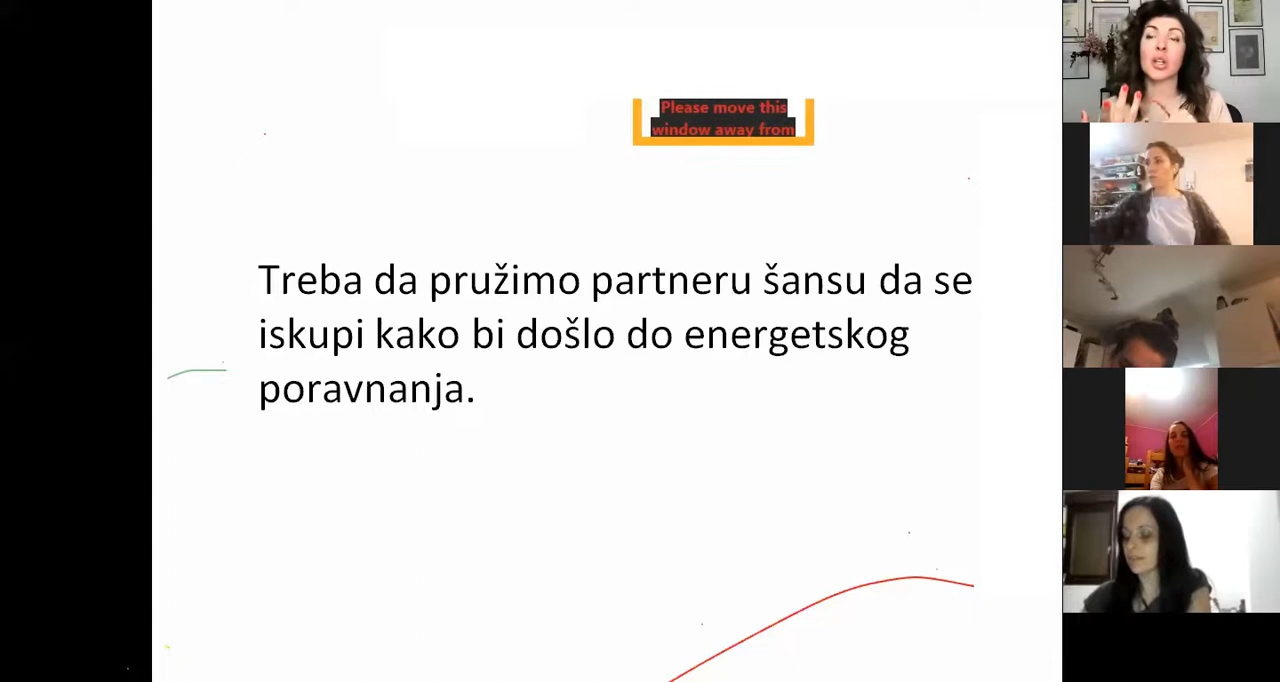 Please move this
window away from
Treba da pružimo partneru šansu da se
iskupi kako bi došlo do energetskog
poravnanja.